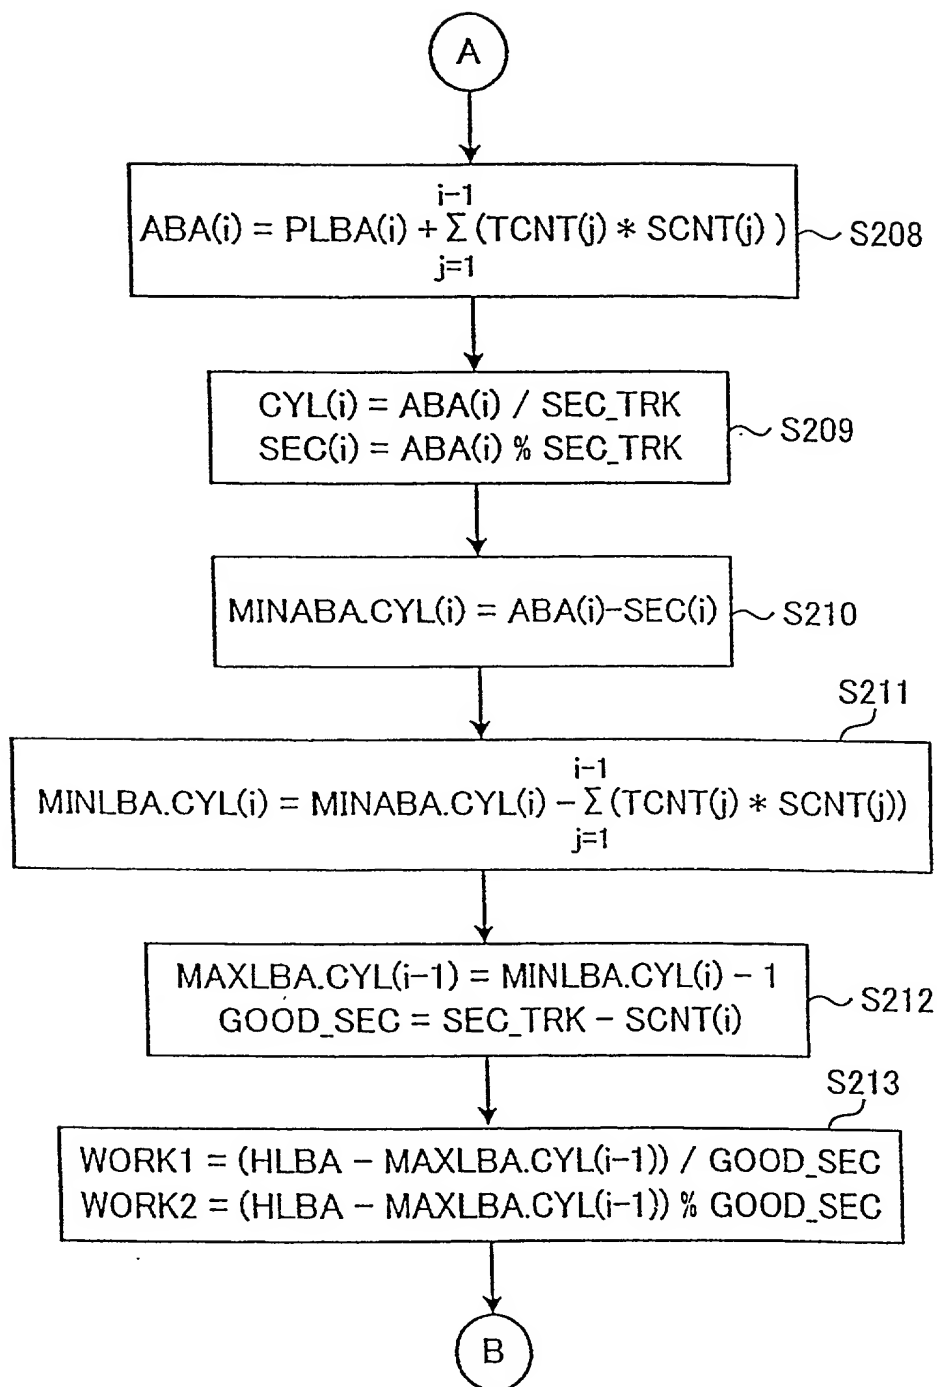 A
i-1
ABA(i) = PLBA(i) + Σ (TCNT(j) * SCNT(j) )
j=1
S208
CYL(i) = ABA(i) / SEC_TRK
SEC(i) = ABA(i) % SEC_TRK
S209
MINABA.CYL(i) = ABA(i)-SEC(i)
S210
S211
i-1
MINLBA.CYL(i) = MINABA.CYL(i) - Σ (TCNT(j) * SCNT(j))
j=1
MAXLBA.CYL(i-1) = MINLBA.CYL(i) - 1
GOOD_SEC = SEC_TRK - SCNT(i)
S212
S213
WORK1 = (HLBA - MAXLBA.CYL(i-1)) / GOOD_SEC
WORK2 = (HLBA - MAXLBA.CYL(i-1)) % GOOD_SEC
B